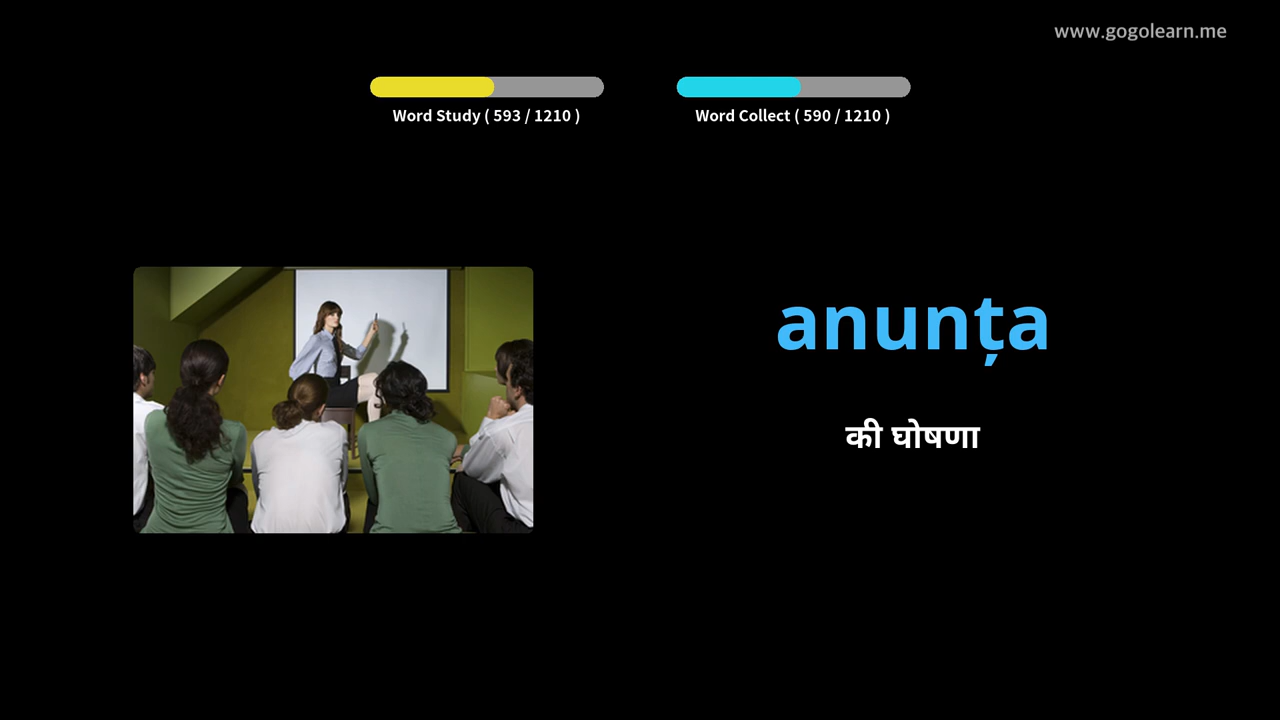 www.gogolearn.me
Word Study ( 593 / 1210 )
Word Collect ( 590 / 1210 )
anunța
की घोषणा